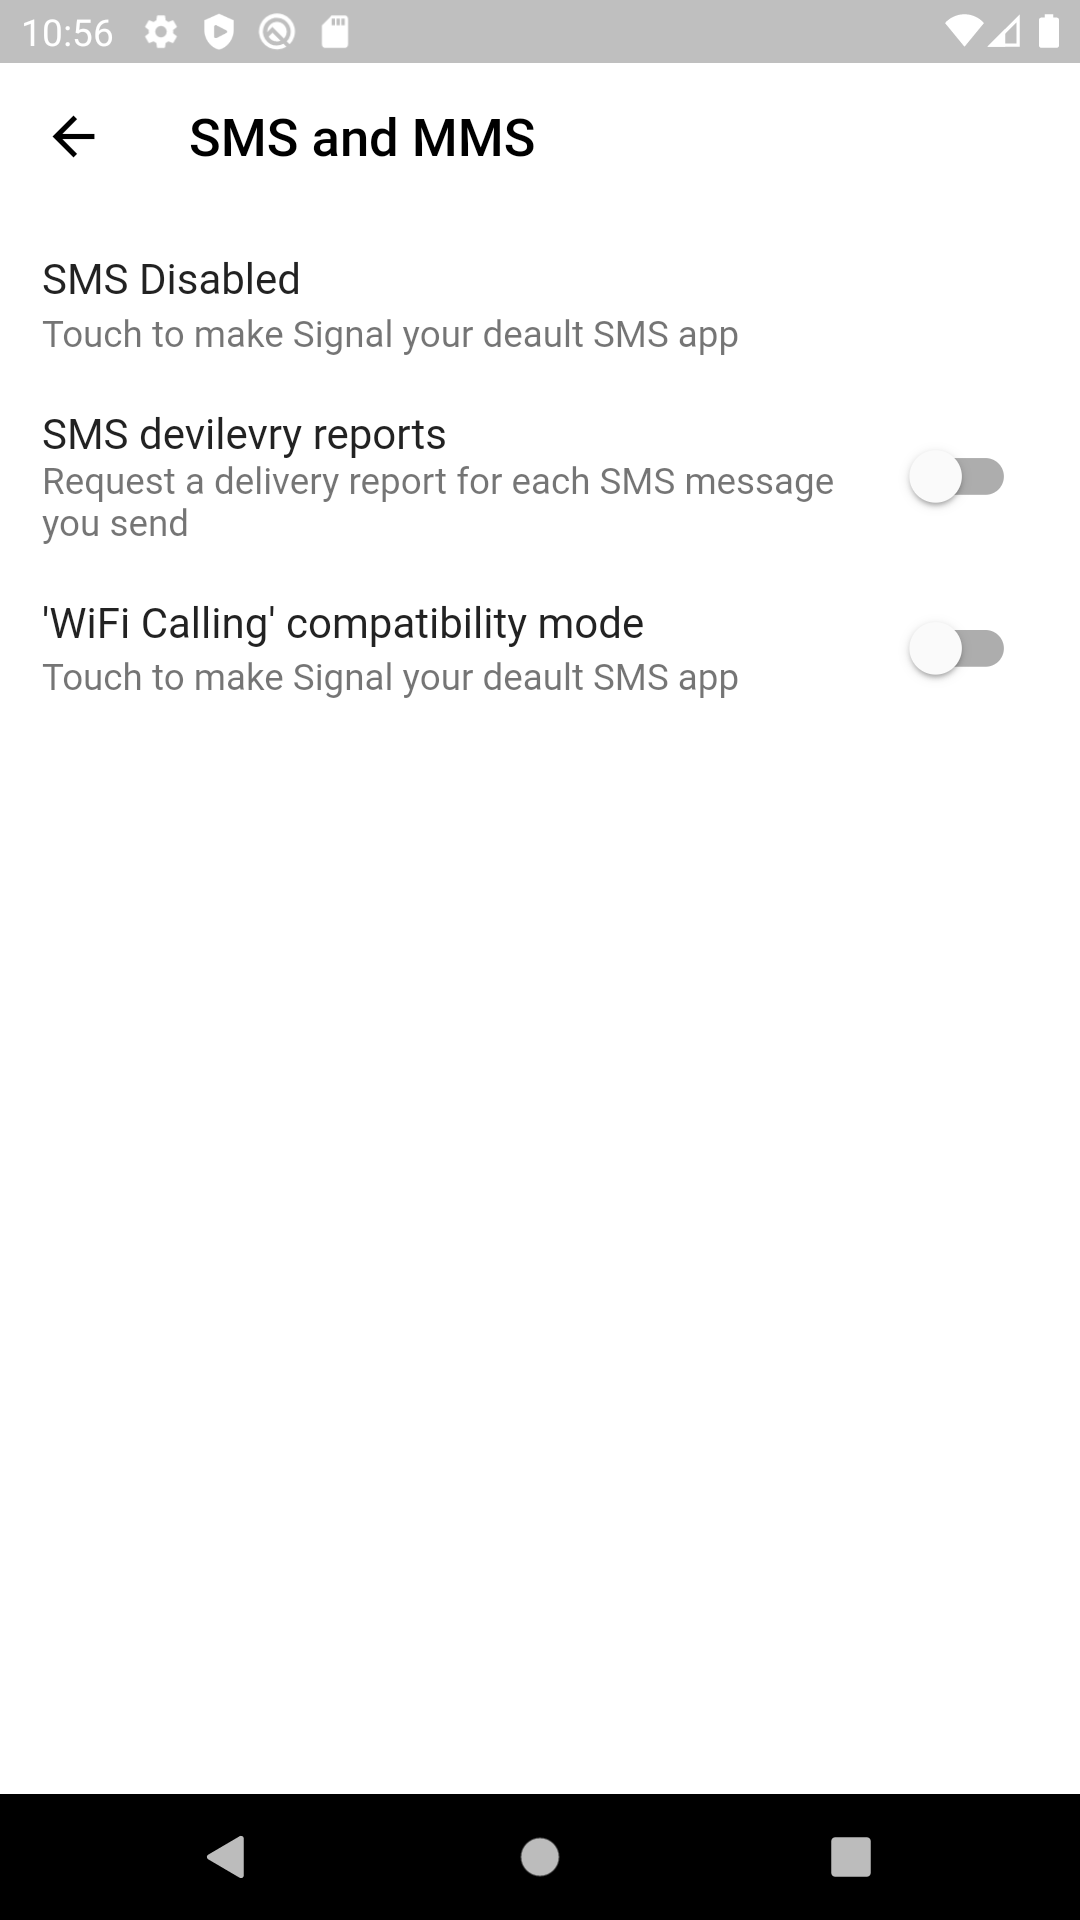 10:56
SMS and MMS
SMS Disabled
Touch to make Signal your deault SMS app
SMS devilevry reports
Request a delivery report for each SMS message
you send
'WiFi Calling' compatibility mode
Touch to make Signal your deault SMS app